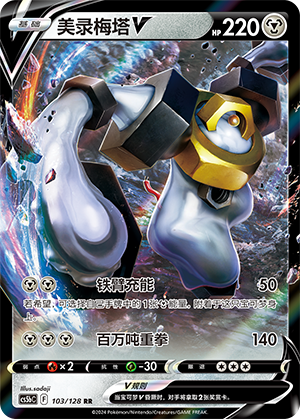 基础 美录梅塔V HP 220
铁臂充能 50
若希望，可选择自己手牌中的1张能量，附着于这只宝可梦身上。
百万吨重拳 140
弱点 ×2 抵抗力 -30 撤退
Illus.sadaji
V规则
cs5bC F 103/128 RR
当宝可梦V昏厥时，对手将拿取2张奖赏卡。
©2024 Pokémon/Nintendo/Creatures/GAME FREAK.